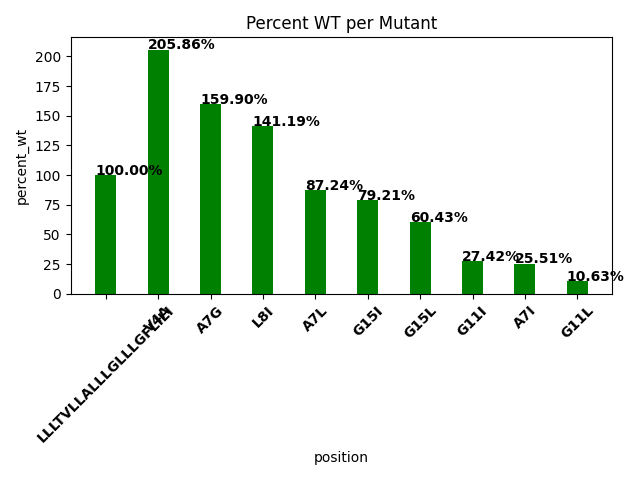 Percent WT per Mutant
percent_wt
200
175
150
125
100
75
50
25
0
100.00%
205.86%
159.90%
141.19%
87.24%
79.21%
60.43%
27.42%
25.51%
10.63%
V4A
A7G
L8I
A7L
G15I
G15L
G11I
A7I
G11L
position